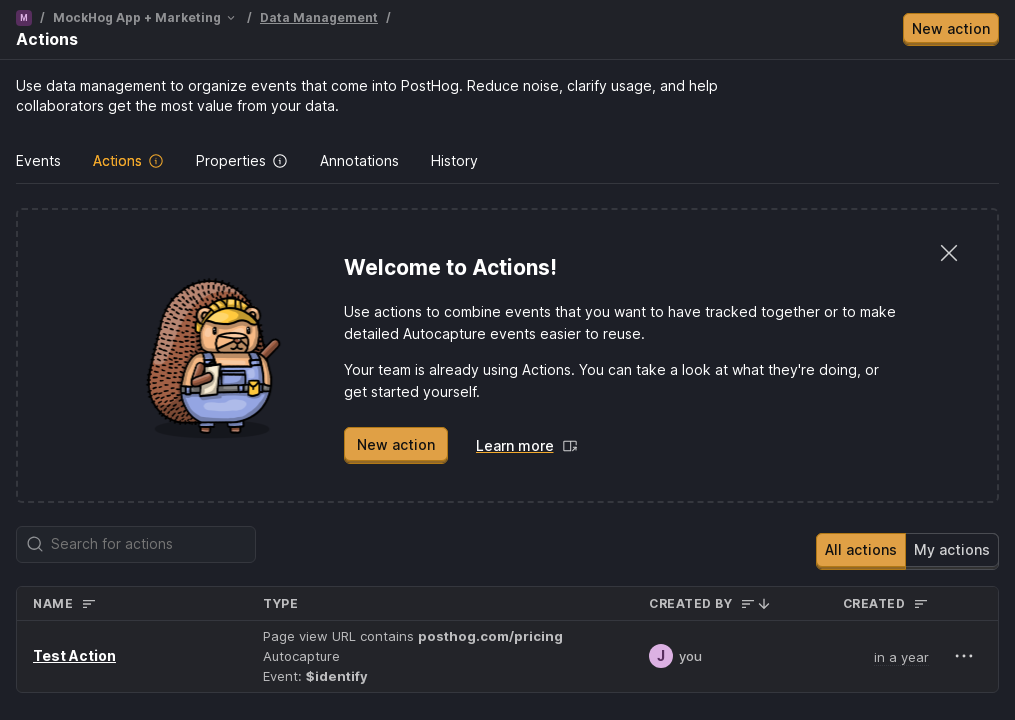 M / MockHog App + Marketing / Data Management /
Actions
New action
Use data management to organize events that come into PostHog. Reduce noise, clarify usage, and help
collaborators get the most value from your data.
Events Actions Properties Annotations History
Welcome to Actions!
Use actions to combine events that you want to have tracked together or to make
detailed Autocapture events easier to reuse.
Your team is already using Actions. You can take a look at what they're doing, or
get started yourself.
New action Learn more
Search for actions
All actions My actions
NAME TYPE CREATED BY CREATED
Page view URL contains posthog.com/pricing
Test Action Autocapture J you in a year
Event: $identify